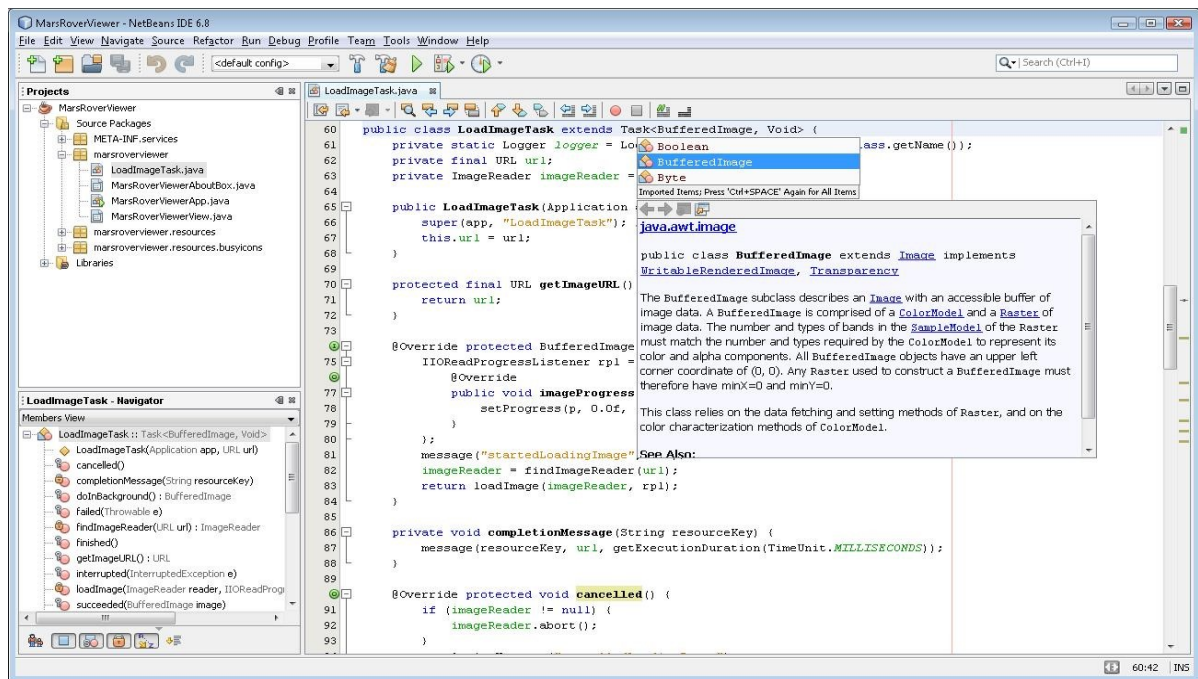 MarsRoverViewer - NetBeans IDE 6.8
File Edit View Navigate Source Refactor Run Debug Profile Team Tools Window Help
<default config>
Search (Ctrl+I)
Projects
MarsRoverViewer
Source Packages
META-INF.services
marsroverviewer
LoadImageTask.java
MarsRoverViewerAboutBox.java
MarsRoverViewerApp.java
MarsRoverViewerView.java
marsroverviewer.resources
marsroverviewer.resources.busyicons
Libraries
LoadImageTask - Navigator
Members View
LoadImageTask :: Task<BufferedImage, Void>
LoadImageTask(Application app, URL url)
cancelled()
completionMessage(String resourceKey)
doInBackground() : BufferedImage
failed(Throwable e)
findImageReader(URL url) : ImageReader
finished()
getImageURL() : URL
interrupted(InterruptedException e)
loadImage(ImageReader reader, IIOReadProgr
succeeded(BufferedImage image)
LoadImageTask.java
60 public class LoadImageTask extends Task<BufferedImage, Void> {
61 private static Logger logger = Lo ass.getName());
62 private final URL url;
63 private ImageReader imageReader =
64
65 public LoadImageTask(Application
66 super(app, "LoadImageTask");
67 this.url = url;
68 }
69
70 protected final URL getImageURL()
71 return url;
72 }
73
@Override protected BufferedImage
75 IIOReadProgressListener rpl =
@Override
77 public void imageProgress
78 setProgress(p, 0.0f,
79 }
80 };
81 message("startedLoadingImage"
82 imageReader = findImageReader(url);
83 return loadImage(imageReader, rpl);
84 }
85
86 private void completionMessage(String resourceKey) {
87 message(resourceKey, url, getExecutionDuration(TimeUnit.MILLISECONDS));
88 }
89
@Override protected void cancelled() {
91 if (imageReader != null) {
92 imageReader.abort();
93 }
Boolean
BufferedImage
Byte
Imported Items; Press 'Ctrl+SPACE' Again for All Items
java.awt.image
public class BufferedImage extends Image implements
WritableRenderedImage, Transparency
The BufferedImage subclass describes an Image with an accessible buffer of
image data. A BufferedImage is comprised of a ColorModel and a Raster of
image data. The number and types of bands in the SampleModel of the Raster
must match the number and types required by the ColorModel to represent its
color and alpha components. All BufferedImage objects have an upper left
corner coordinate of (0, 0). Any Raster used to construct a BufferedImage must
therefore have minX=0 and minY=0.
This class relies on the data fetching and setting methods of Raster, and on the
color characterization methods of ColorModel.
See Also:
60:42 INS